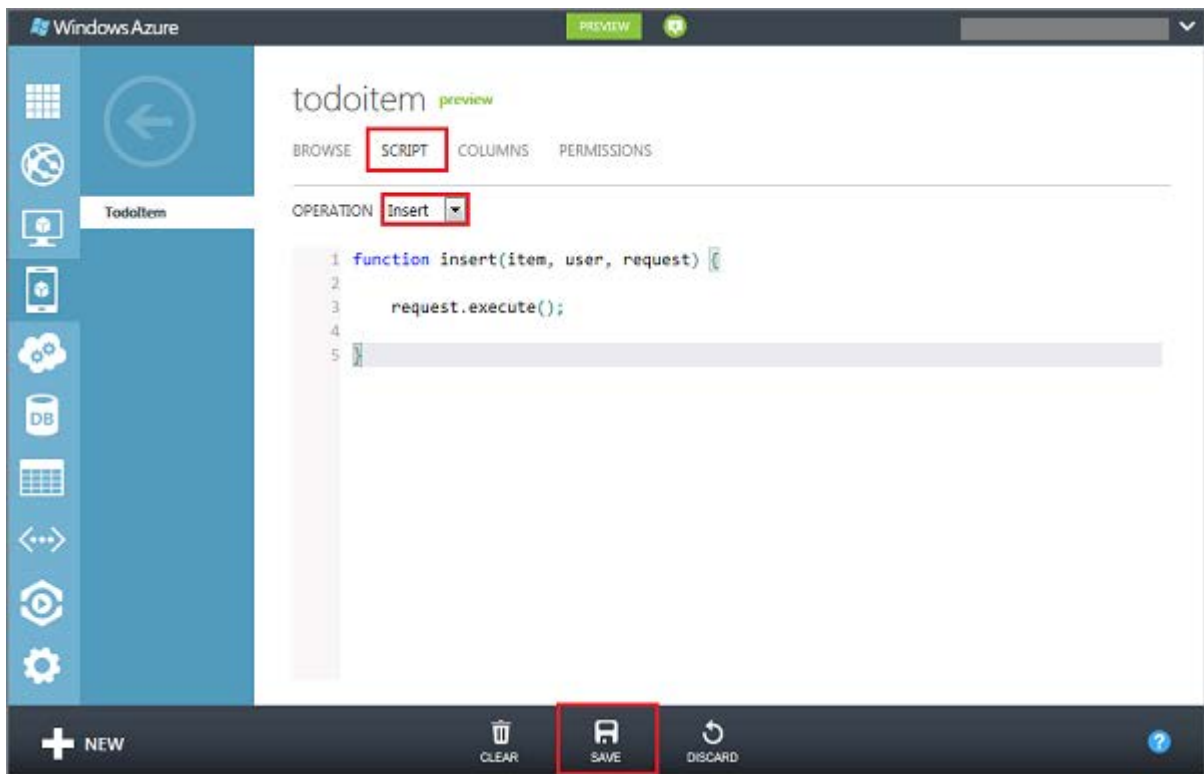 Windows Azure
PREVIEW
todoitem preview
BROWSE SCRIPT COLUMNS PERMISSIONS
TodoItem
OPERATION Insert
1 function insert(item, user, request) {
2
3 request.execute();
4
5 }
DB
NEW
CLEAR
SAVE
DISCARD
?